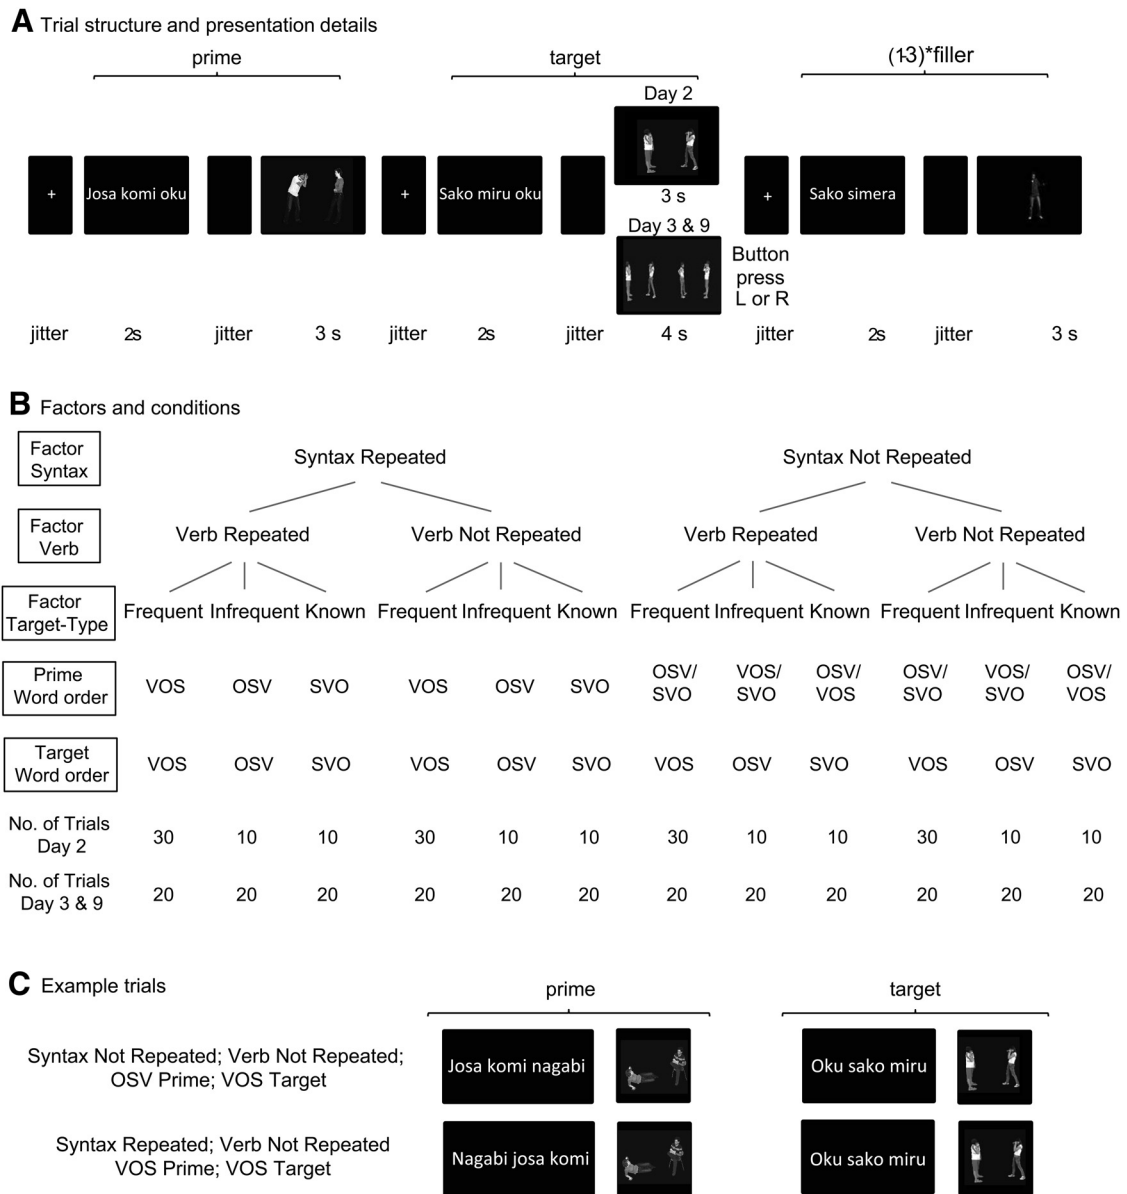 A Trial structure and presentation details
prime
target
(1-3)*filler
Day 2
+
Josa komi oku
+
Sako miru oku
3 s
Day 3 & 9
+
Sako simera
Button
press
L or R
jitter 2s jitter 3 s jitter 2s jitter 4 s jitter 2s jitter 3 s
B Factors and conditions
Factor
Syntax
Syntax Repeated Syntax Not Repeated
Factor
Verb
Verb Repeated Verb Not Repeated Verb Repeated Verb Not Repeated
Factor
Target-Type
Frequent Infrequent Known Frequent Infrequent Known Frequent Infrequent Known Frequent Infrequent Known
Prime
Word order
VOS OSV SVO VOS OSV SVO OSV/ VOS/ OSV/ OSV/ VOS/ OSV/
SVO SVO VOS SVO SVO VOS
Target
Word order
VOS OSV SVO VOS OSV SVO VOS OSV SVO VOS OSV SVO
No. of Trials
Day 2
30 10 10 30 10 10 30 10 10 30 10 10
No. of Trials
Day 3 & 9
20 20 20 20 20 20 20 20 20 20 20 20
C Example trials
prime
target
Syntax Not Repeated; Verb Not Repeated;
OSV Prime; VOS Target
Josa komi nagabi
Oku sako miru
Syntax Repeated; Verb Not Repeated
VOS Prime; VOS Target
Nagabi josa komi
Oku sako miru